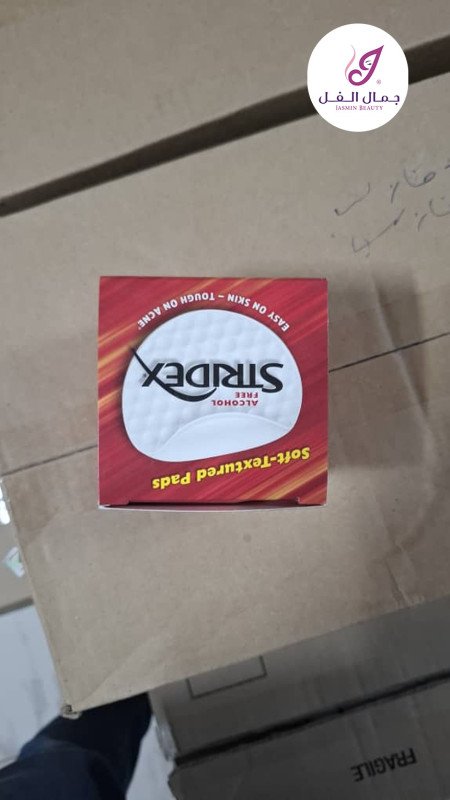 جمال الفل
JASMIN BEAUTY
®
Soft-Textured Pads
ALCOHOL
FREE
STRIDEX
EASY ON SKIN – TOUGH ON ACNE
FRAGILE